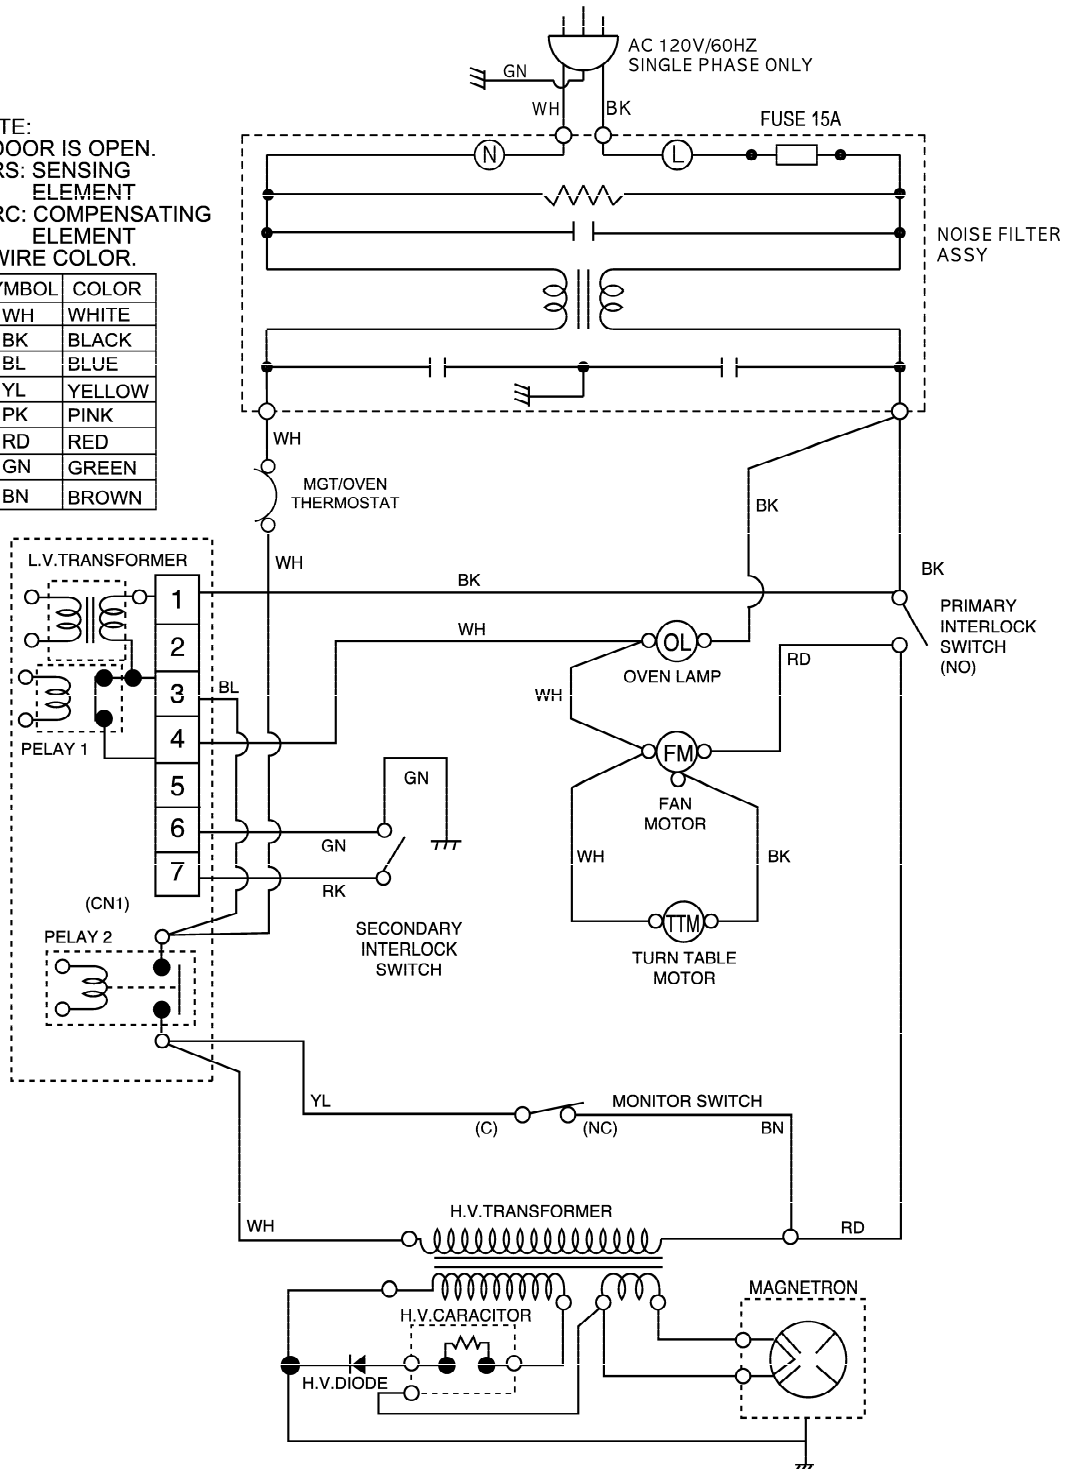 AC 120V/60HZ
SINGLE PHASE ONLY
GN
WH
BK
FUSE 15A
TE:
DOOR IS OPEN.
RS: SENSING
ELEMENT
RC: COMPENSATING
ELEMENT
WIRE COLOR.
YMBOL COLOR
WH WHITE
BK BLACK
BL BLUE
YL YELLOW
PK PINK
RD RED
GN GREEN
BN BROWN
N
L
NOISE FILTER
ASSY
WH
MGT/OVEN
THERMOSTAT
BK
WH
L.V.TRANSFORMER
BK
BK
1
2
3
4
5
6
7
PRIMARY
INTERLOCK
SWITCH
(NO)
WH
OL
OVEN LAMP
RD
BL
WH
PELAY 1
FM
FAN
MOTOR
GN
GN
RK
WH
BK
(CN1)
SECONDARY
INTERLOCK
SWITCH
TTM
TURN TABLE
MOTOR
PELAY 2
YL
MONITOR SWITCH
(C)
(NC)
BN
H.V.TRANSFORMER
WH
RD
MAGNETRON
H.V.CARACITOR
H.V.DIODE